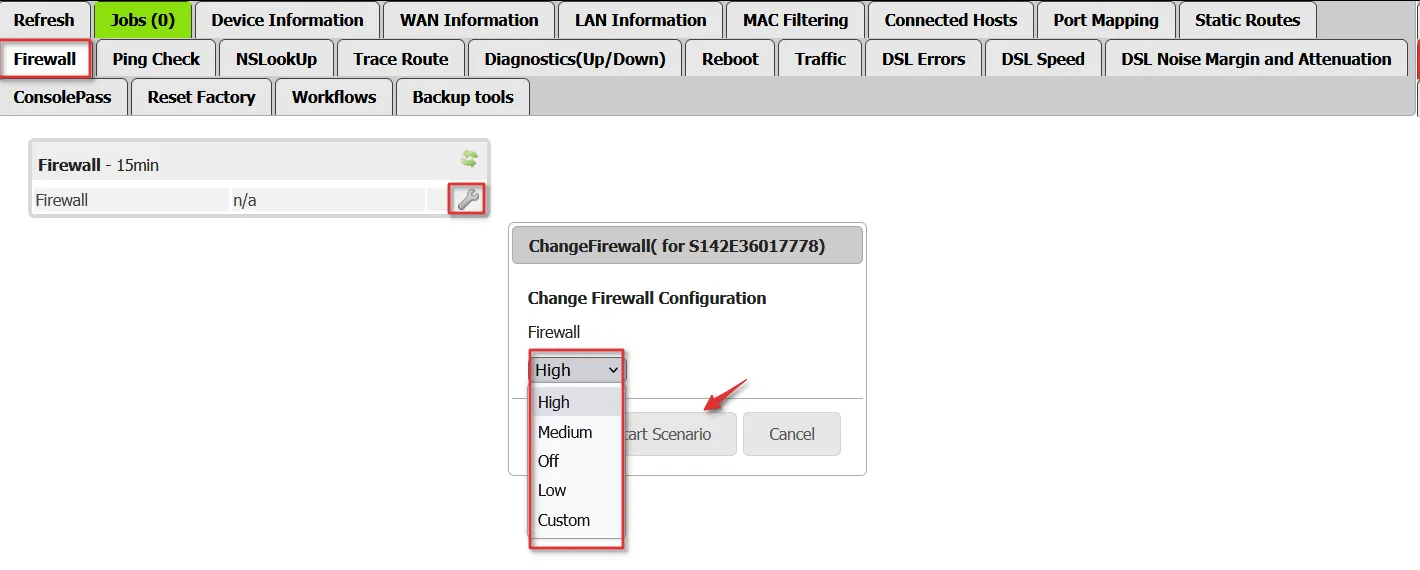 Refresh Jobs (0) Device Information WAN Information LAN Information MAC Filtering Connected Hosts Port Mapping Static Routes
Firewall Ping Check NSLookUp Trace Route Diagnostics(Up/Down) Reboot Traffic DSL Errors DSL Speed DSL Noise Margin and Attenuation
ConsolePass Reset Factory Workflows Backup tools
Firewall - 15min
Firewall n/a
ChangeFirewall( for S142E36017778)
Change Firewall Configuration
Firewall
High
High
Medium
Off
Low
Custom
tart Scenario Cancel